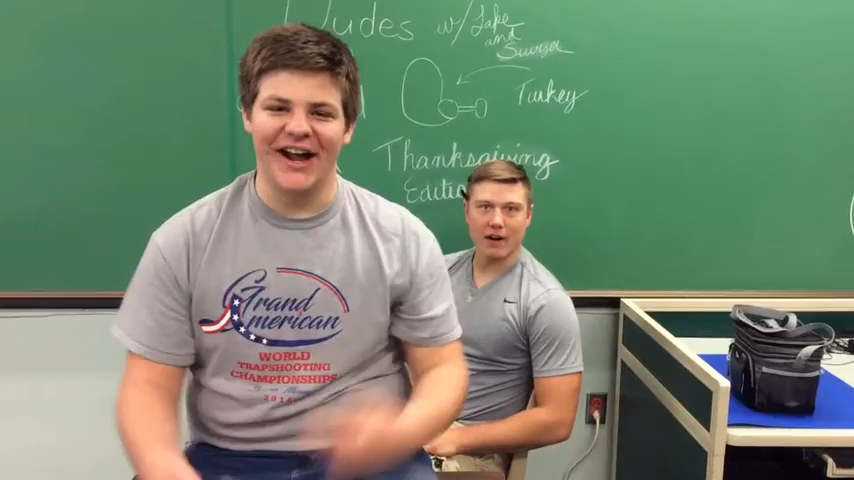 Dudes w/ Jake
and
Sawyer
Turkey
Thanksgiving
Edition
Grand
American
WORLD
TRAPSHOOTING
CHAMPIONSHIPS